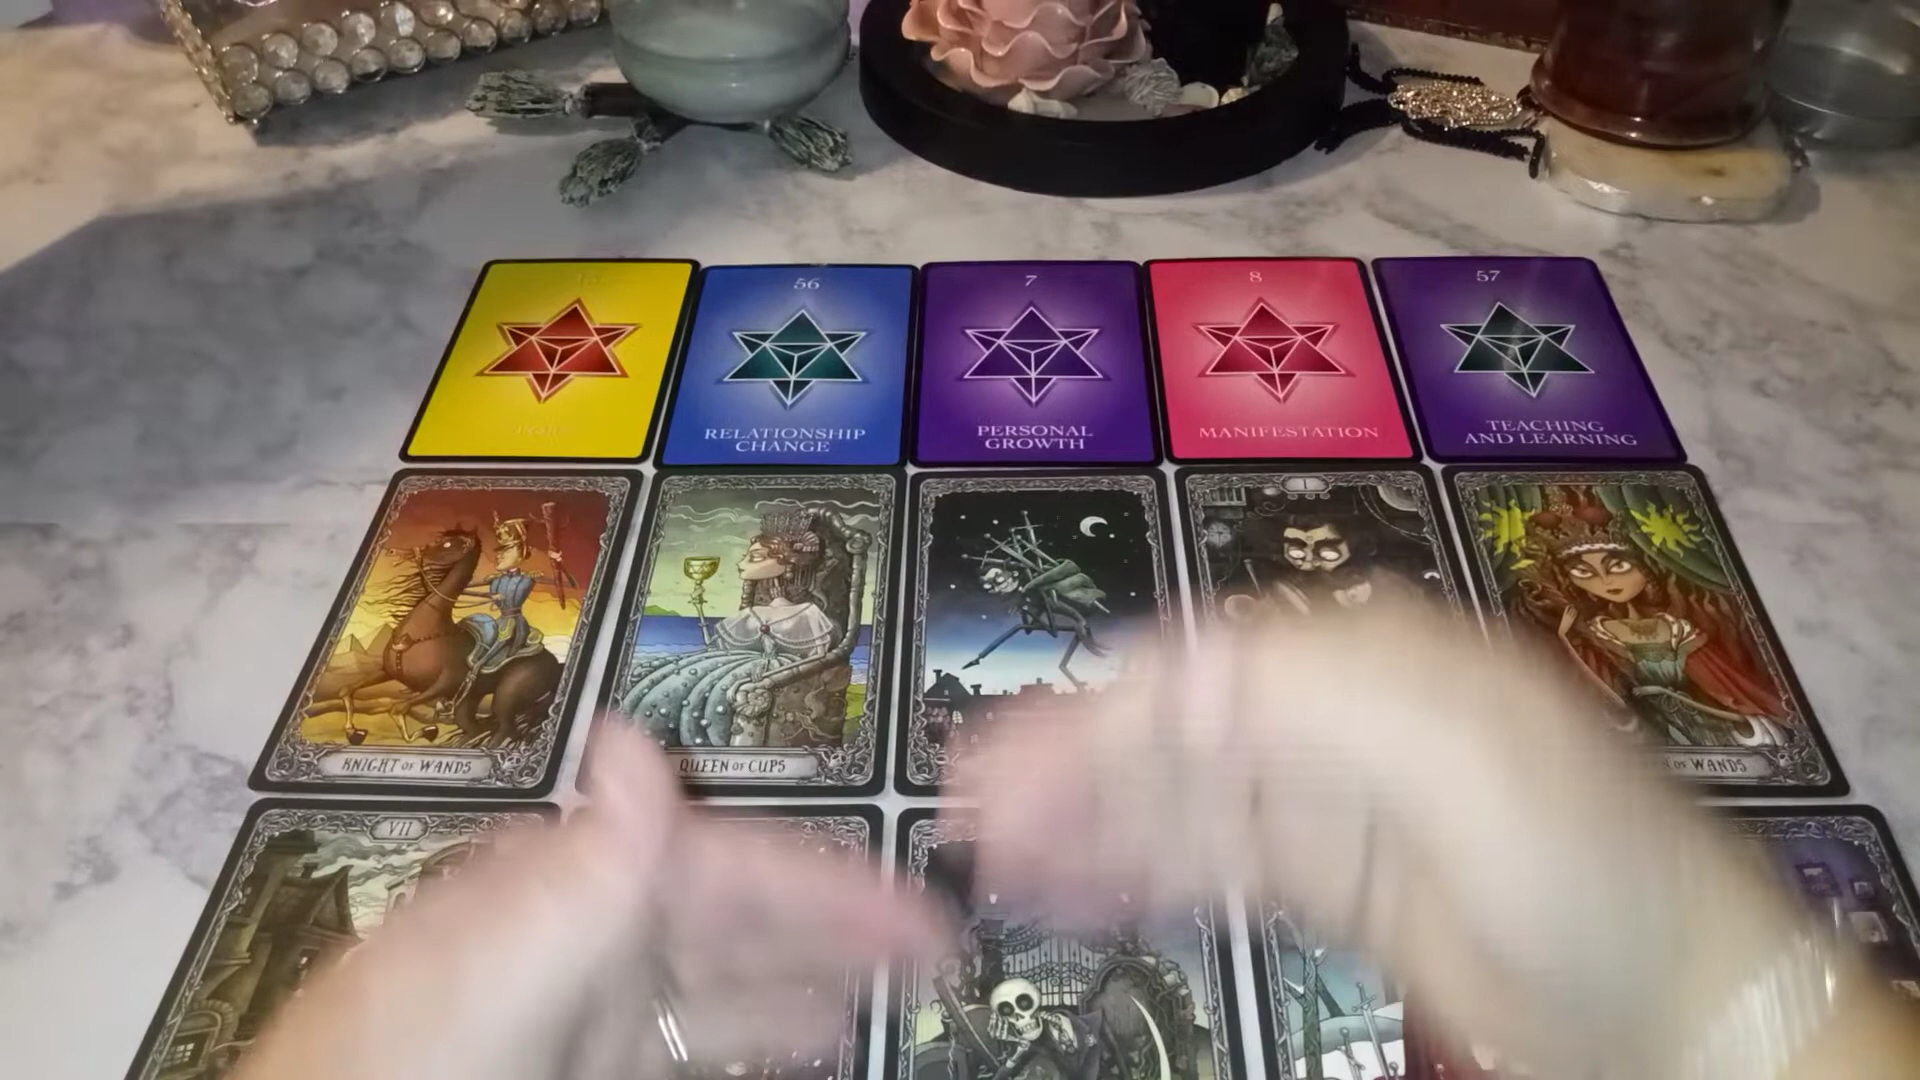 56
7
8
57
RELATIONSHIP
CHANGE
PERSONAL
GROWTH
MANIFESTATION
TEACHING
AND LEARNING
I
KNIGHT OF WANDS
QUEEN OF CUPS
OF WANDS
VII